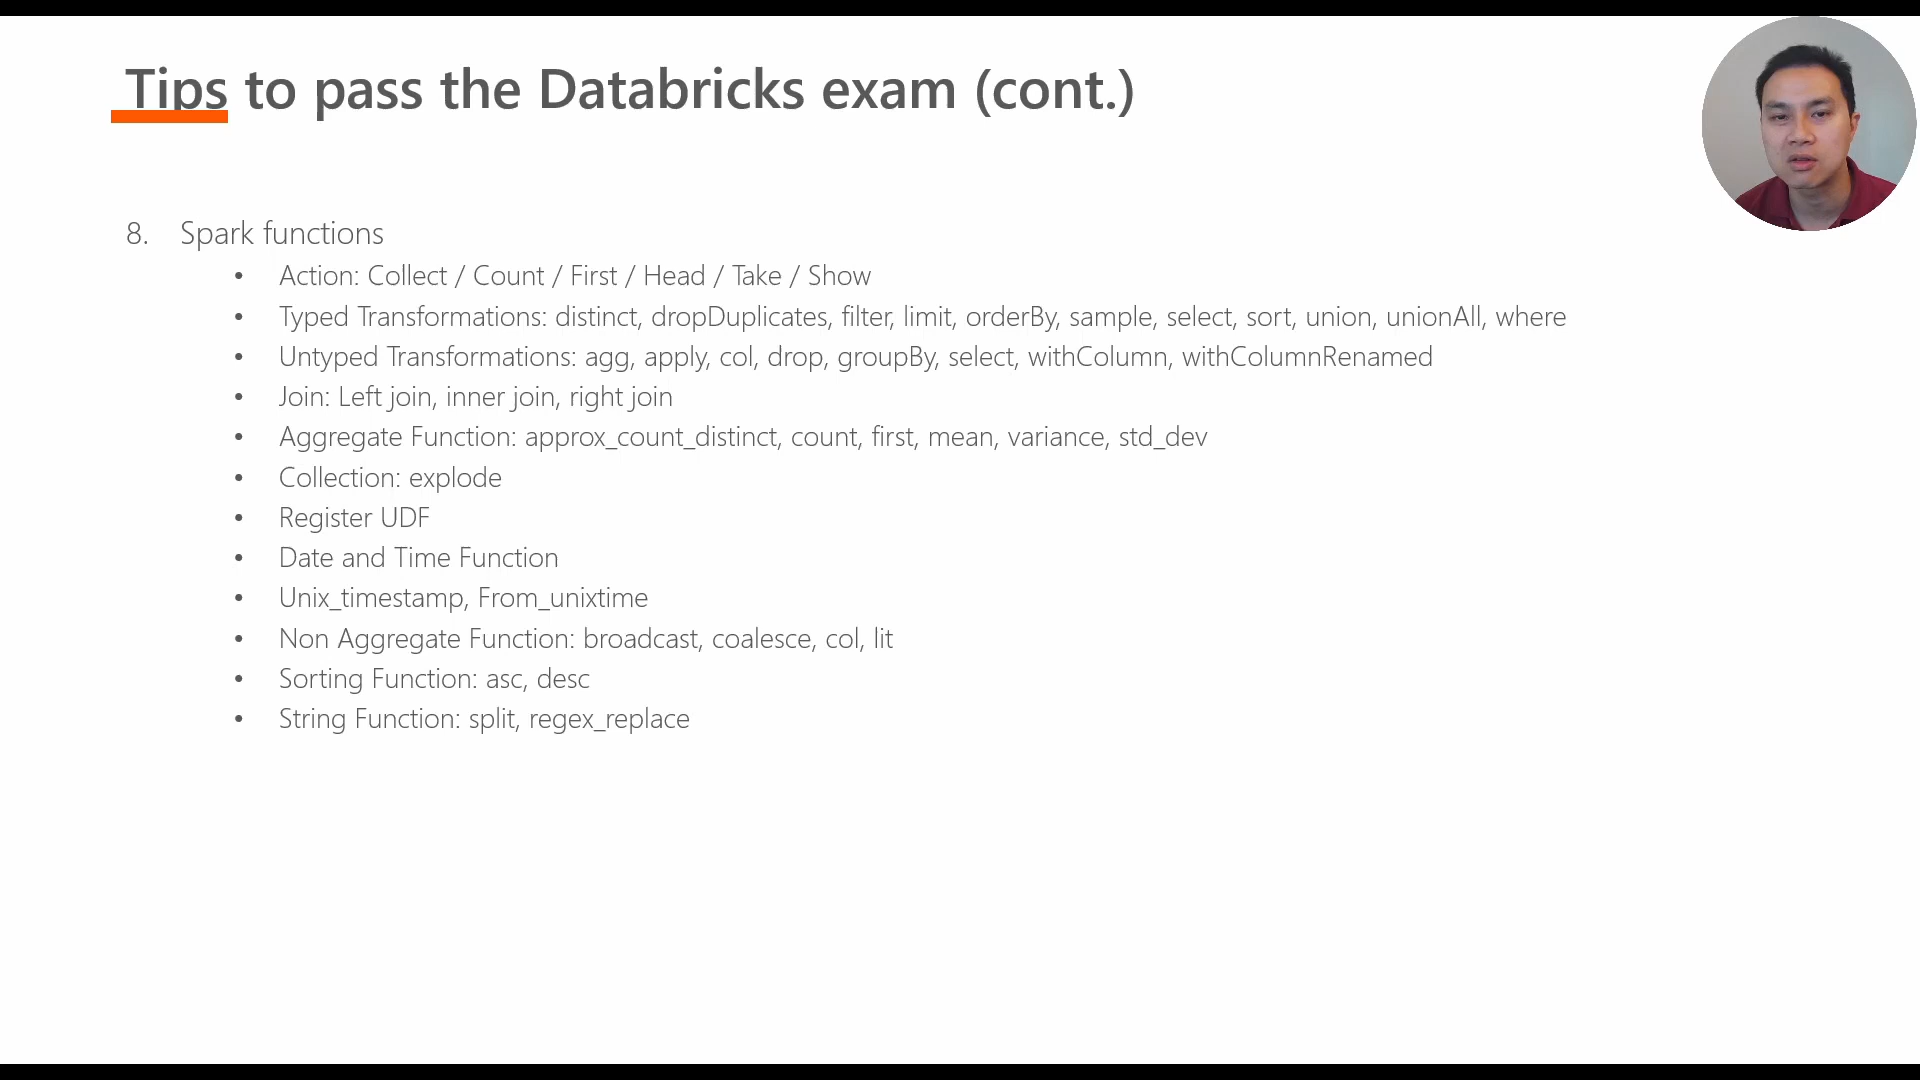 Tips to pass the Databricks exam (cont.)
8. Spark functions
• Action: Collect / Count / First / Head / Take / Show
• Typed Transformations: distinct, dropDuplicates, filter, limit, orderBy, sample, select, sort, union, unionAll, where
• Untyped Transformations: agg, apply, col, drop, groupBy, select, withColumn, withColumnRenamed
• Join: Left join, inner join, right join
• Aggregate Function: approx_count_distinct, count, first, mean, variance, std_dev
• Collection: explode
• Register UDF
• Date and Time Function
• Unix_timestamp, From_unixtime
• Non Aggregate Function: broadcast, coalesce, col, lit
• Sorting Function: asc, desc
• String Function: split, regex_replace